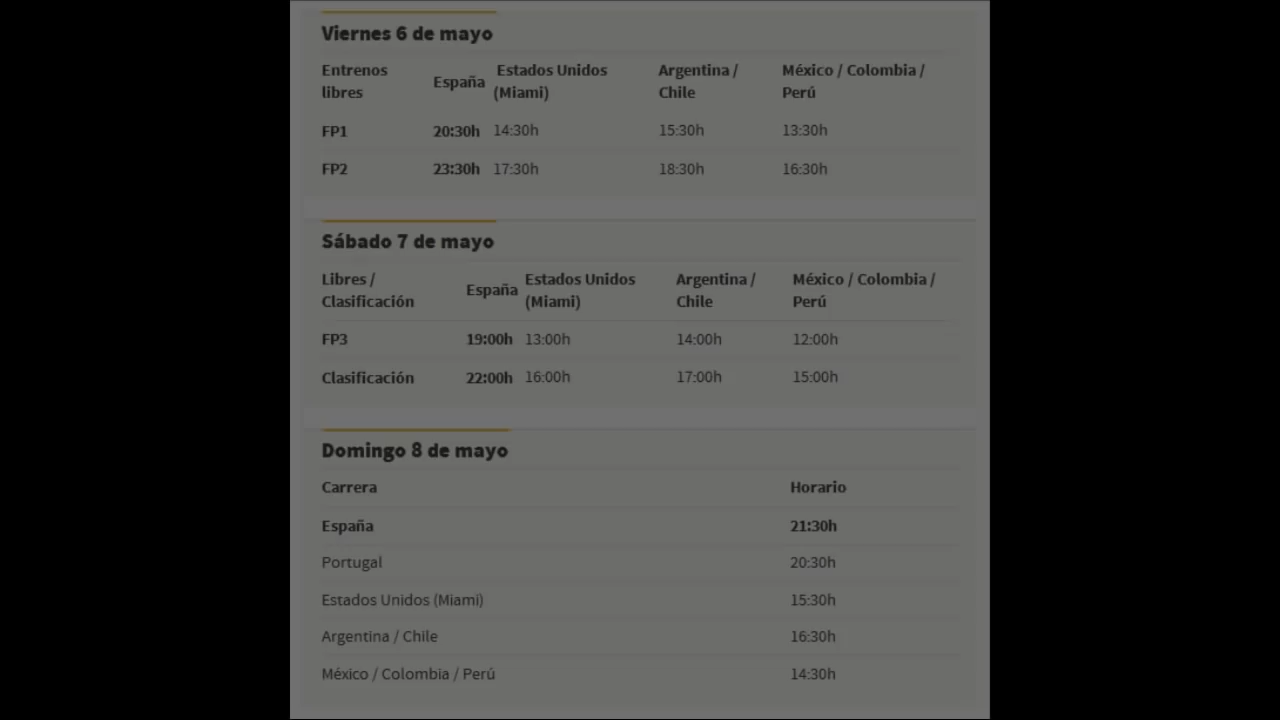 Viernes 6 de mayo
Entrenos libres España Estados Unidos (Miami) Argentina / Chile México / Colombia / Perú
FP1 20:30h 14:30h 15:30h 13:30h
FP2 23:30h 17:30h 18:30h 16:30h
Sábado 7 de mayo
Libres / Clasificación España Estados Unidos (Miami) Argentina / Chile México / Colombia / Perú
FP3 19:00h 13:00h 14:00h 12:00h
Clasificación 22:00h 16:00h 17:00h 15:00h
Domingo 8 de mayo
Carrera Horario
España 21:30h
Portugal 20:30h
Estados Unidos (Miami) 15:30h
Argentina / Chile 16:30h
México / Colombia / Perú 14:30h